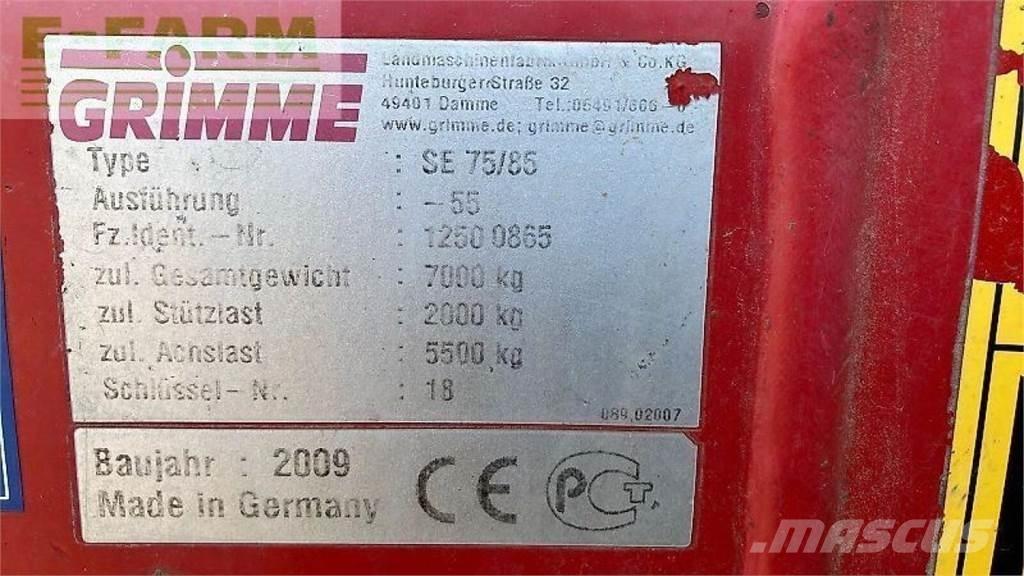 E-FARM
GRIMME
Landmaschinenfabrik GmbH & Co.KG
Hunteburger Straße 32
49401 Damme Tel.:05491/666
www.grimme.de; grimme@grimme.de
Type : SE 75/85
Ausführung : -55
Fz.Ident.-Nr. : 1250 0865
zul. Gesamtgewicht : 7000 kg
zul. Stützlast : 2000 kg
zul. Achslast : 5500 kg
Schlüssel-Nr. : 18
089.02007
Baujahr : 2009
Made in Germany
CE PCT
MASCUS